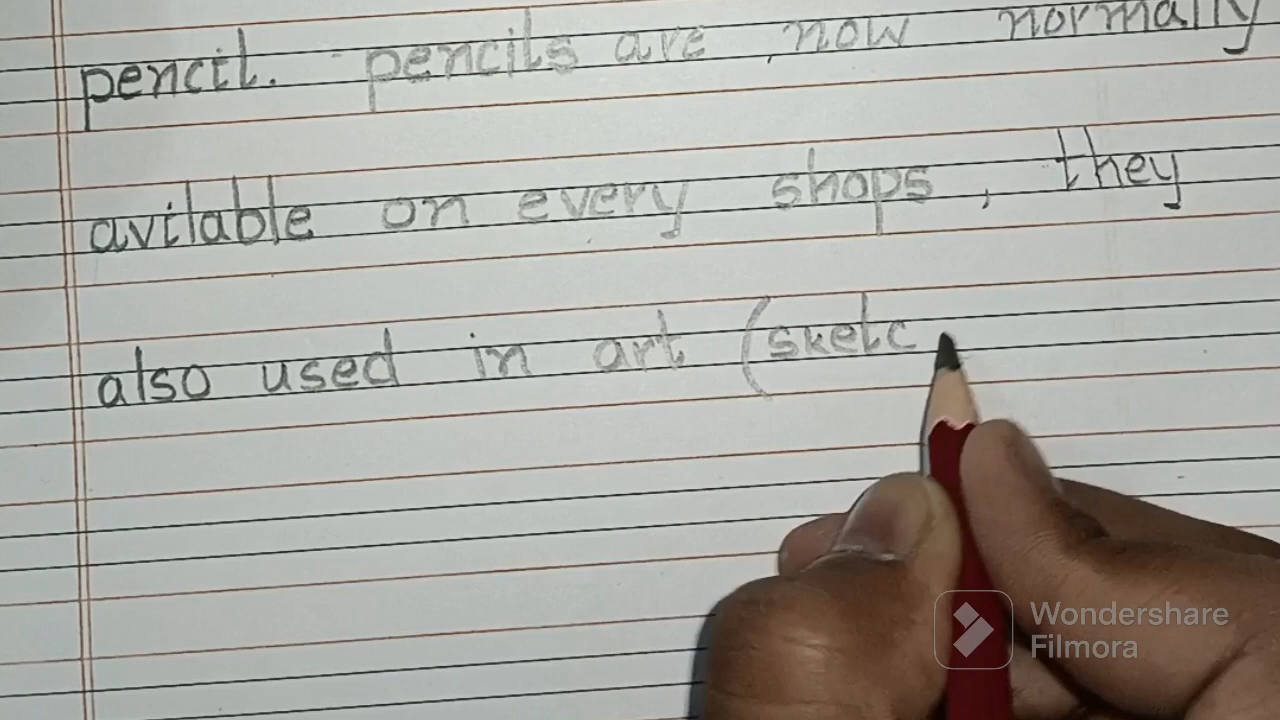 pencil. pencils are now normally
avilable on every shops, they
also used in art (sketc
Wondershare
Filmora